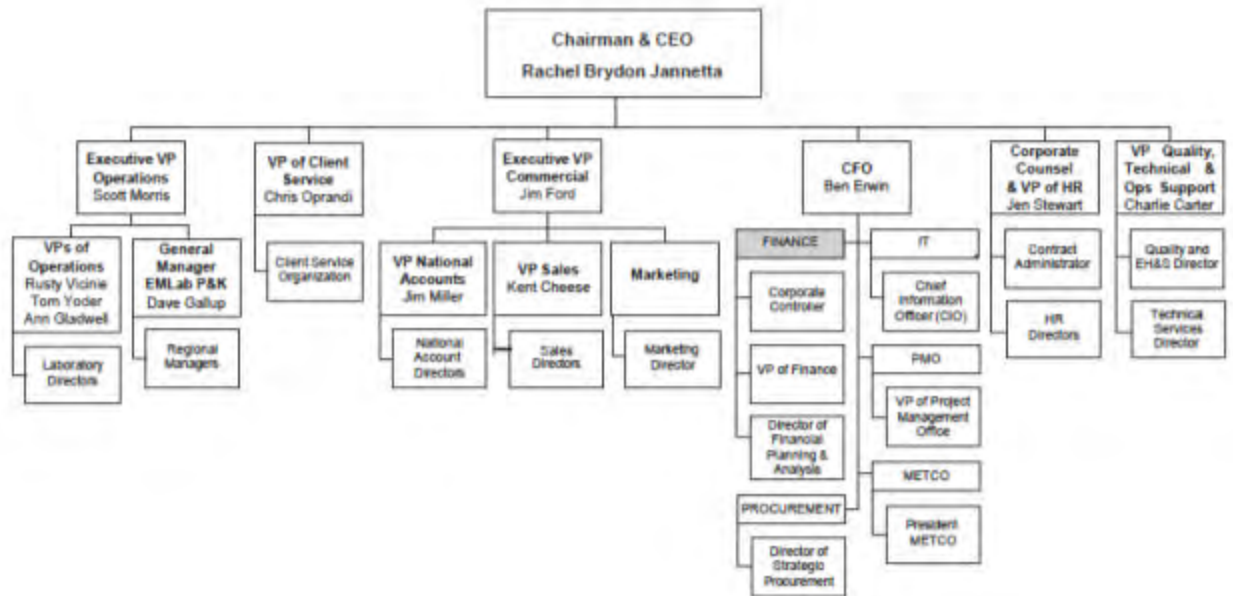 Chairman & CEO
Rachel Brydon Jannetta
Executive VP
Operations
Scott Morris
VP of Client
Service
Chris Oprandi
Executive VP
Commercial
Jim Ford
CFO
Ben Erwin
Corporate
Counsel
& VP of HR
Jen Stewart
VP Quality,
Technical &
Ops Support
Charlie Carter
VPs of
Operations
Rusty Vicinie
Tom Yoder
Ann Gladwell
General
Manager
EMLab P&K
Dave Gallup
Client Service
Organization
VP National
Accounts
Jim Miller
VP Sales
Kent Cheese
Marketing
FINANCE
IT
Contract
Administrator
Quality and
EH&S Director
Laboratory
Directors
Regional
Managers
National
Account
Directors
Sales
Directors
Marketing
Director
Corporate
Controller
Chief
Information
Officer (CIO)
HR
Directors
Technical
Services
Director
VP of Finance
PMO
VP of Project
Management
Office
Director of
Financial
Planning &
Analysis
METCO
PROCUREMENT
President
METCO
Director of
Strategic
Procurement